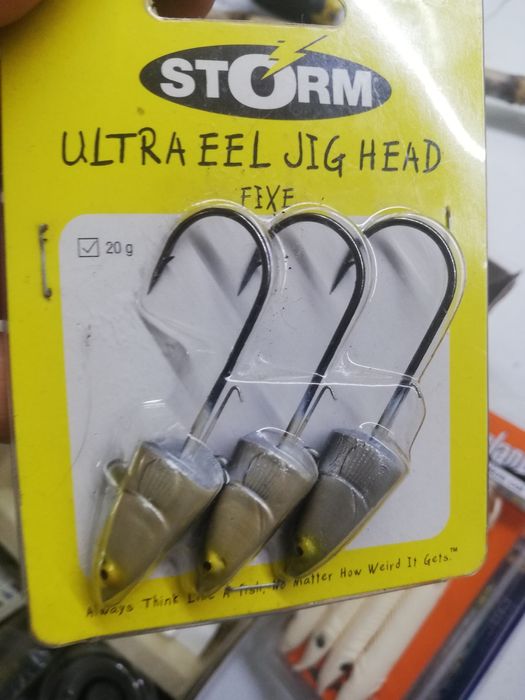 STORM
ULTRA EEL JIG HEAD
FIXE
20 g
Always Think Like A Fish, No Matter How Weird It Gets.™